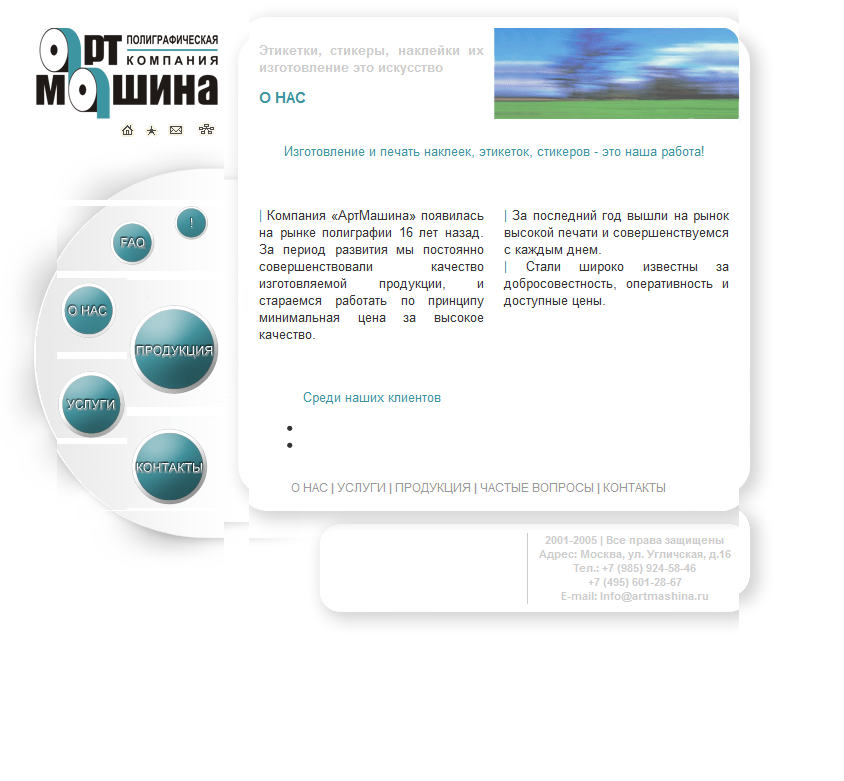 арт ПОЛИГРАФИЧЕСКАЯ
КОМПАНИЯ
машина
Этикетки, стикеры, наклейки их
изготовление это искусство
О НАС
Изготовление и печать наклеек, этикеток, стикеров - это наша работа!
| Компания «АртМашина» появилась
на рынке полиграфии 16 лет назад.
За период развития мы постоянно
совершенствовали качество
изготовляемой продукции, и
стараемся работать по принципу
минимальная цена за высокое
качество.
| За последний год вышли на рынок
высокой печати и совершенствуемся
с каждым днем.
| Стали широко известны за
добросовестность, оперативность и
доступные цены.
!
FAQ
О НАС
ПРОДУКЦИЯ
УСЛУГИ
КОНТАКТЫ
Среди наших клиентов
О НАС | УСЛУГИ | ПРОДУКЦИЯ | ЧАСТЫЕ ВОПРОСЫ | КОНТАКТЫ
2001-2005 | Все права защищены
Адрес: Москва, ул. Угличская, д.16
Тел.: +7 (985) 924-58-46
+7 (495) 601-28-67
E-mail: Info@artmashina.ru